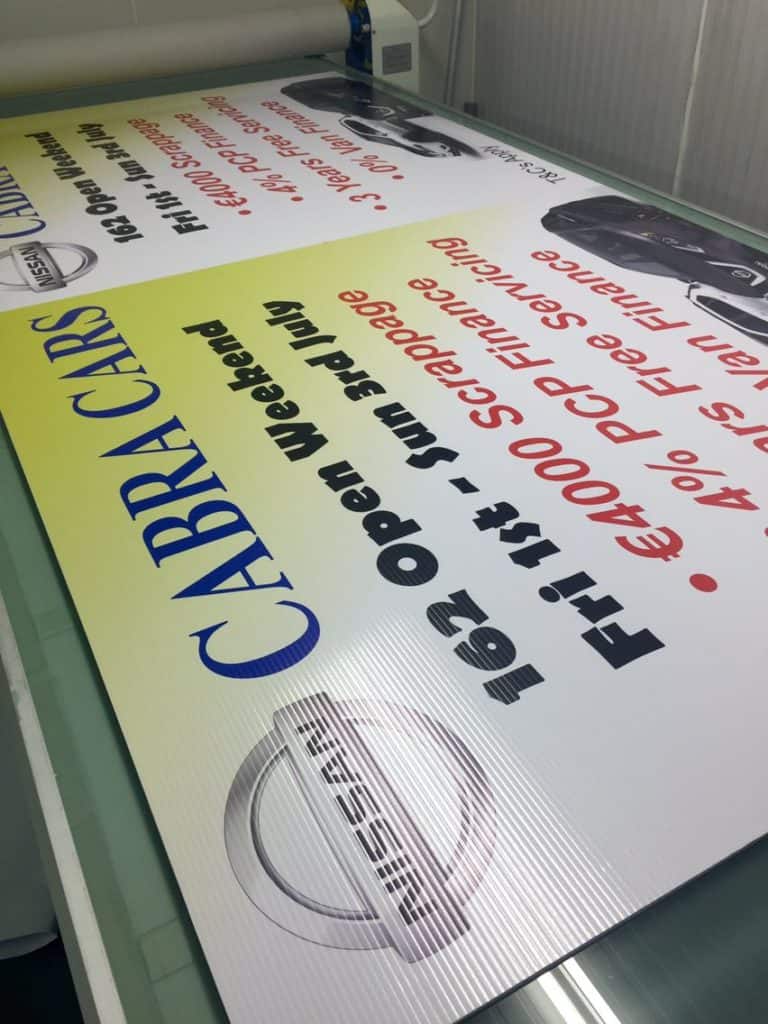 NISSAN
CABRA CARS
162 Open Weekend
Fri 1st - Sun 3rd July
• €4000 Scrappage
• 4% PCP Finance
ars Free Servicing
Van Finance
T&C's Apply
NISSAN
CABRA
162 Open Weekend
Fri 1st - Sun 3rd July
• €4000 Scrappage
• 4% PCP Finance
• 3 Years Free Servicing
• 0% Van Finance